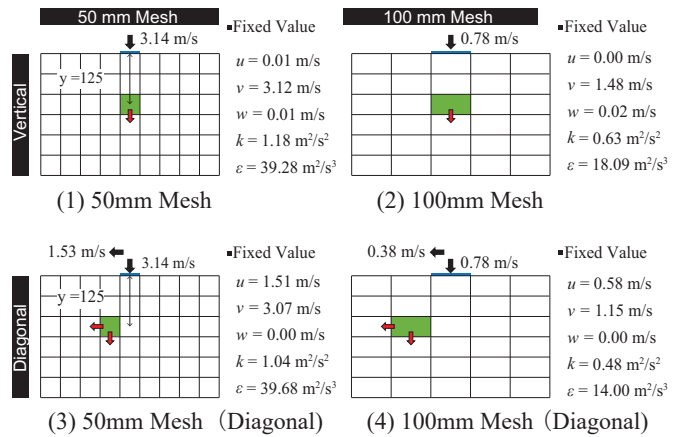 50 mm Mesh
100 mm Mesh
Vertical
3.14 m/s
y =125
▪Fixed Value
u = 0.01 m/s
v = 3.12 m/s
w = 0.01 m/s
k = 1.18 m²/s²
ε = 39.28 m²/s³
(1) 50mm Mesh
0.78 m/s
▪Fixed Value
u = 0.00 m/s
v = 1.48 m/s
w = 0.02 m/s
k = 0.63 m²/s²
ε = 18.09 m²/s³
(2) 100mm Mesh
Diagonal
1.53 m/s
3.14 m/s
y =125
▪Fixed Value
u = 1.51 m/s
v = 3.07 m/s
w = 0.00 m/s
k = 1.04 m²/s²
ε = 39.68 m²/s³
(3) 50mm Mesh（Diagonal)
0.38 m/s
0.78 m/s
▪Fixed Value
u = 0.58 m/s
v = 1.15 m/s
w = 0.00 m/s
k = 0.48 m²/s²
ε = 14.00 m²/s³
(4) 100mm Mesh（Diagonal)